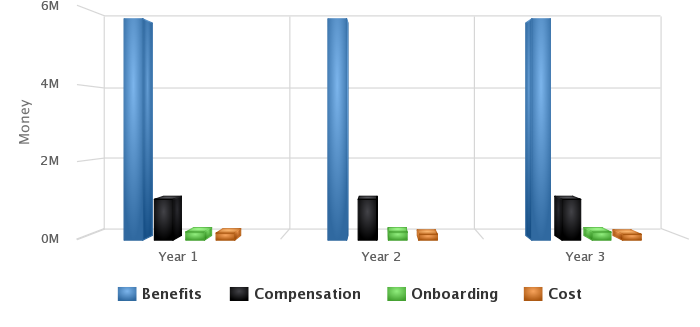 6M
4M
2M
0M
Money
Year 1
Year 2
Year 3
Benefits
Compensation
Onboarding
Cost